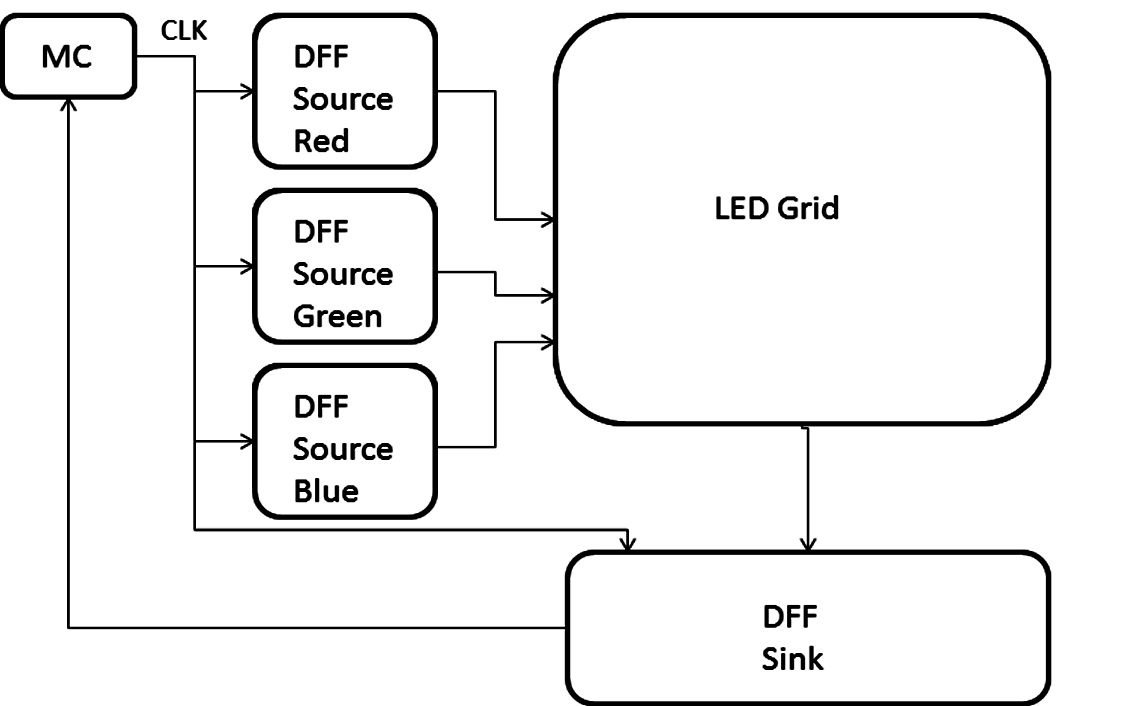 MC
CLK
DFF
Source
Red
DFF
Source
Green
DFF
Source
Blue
LED Grid
DFF
Sink